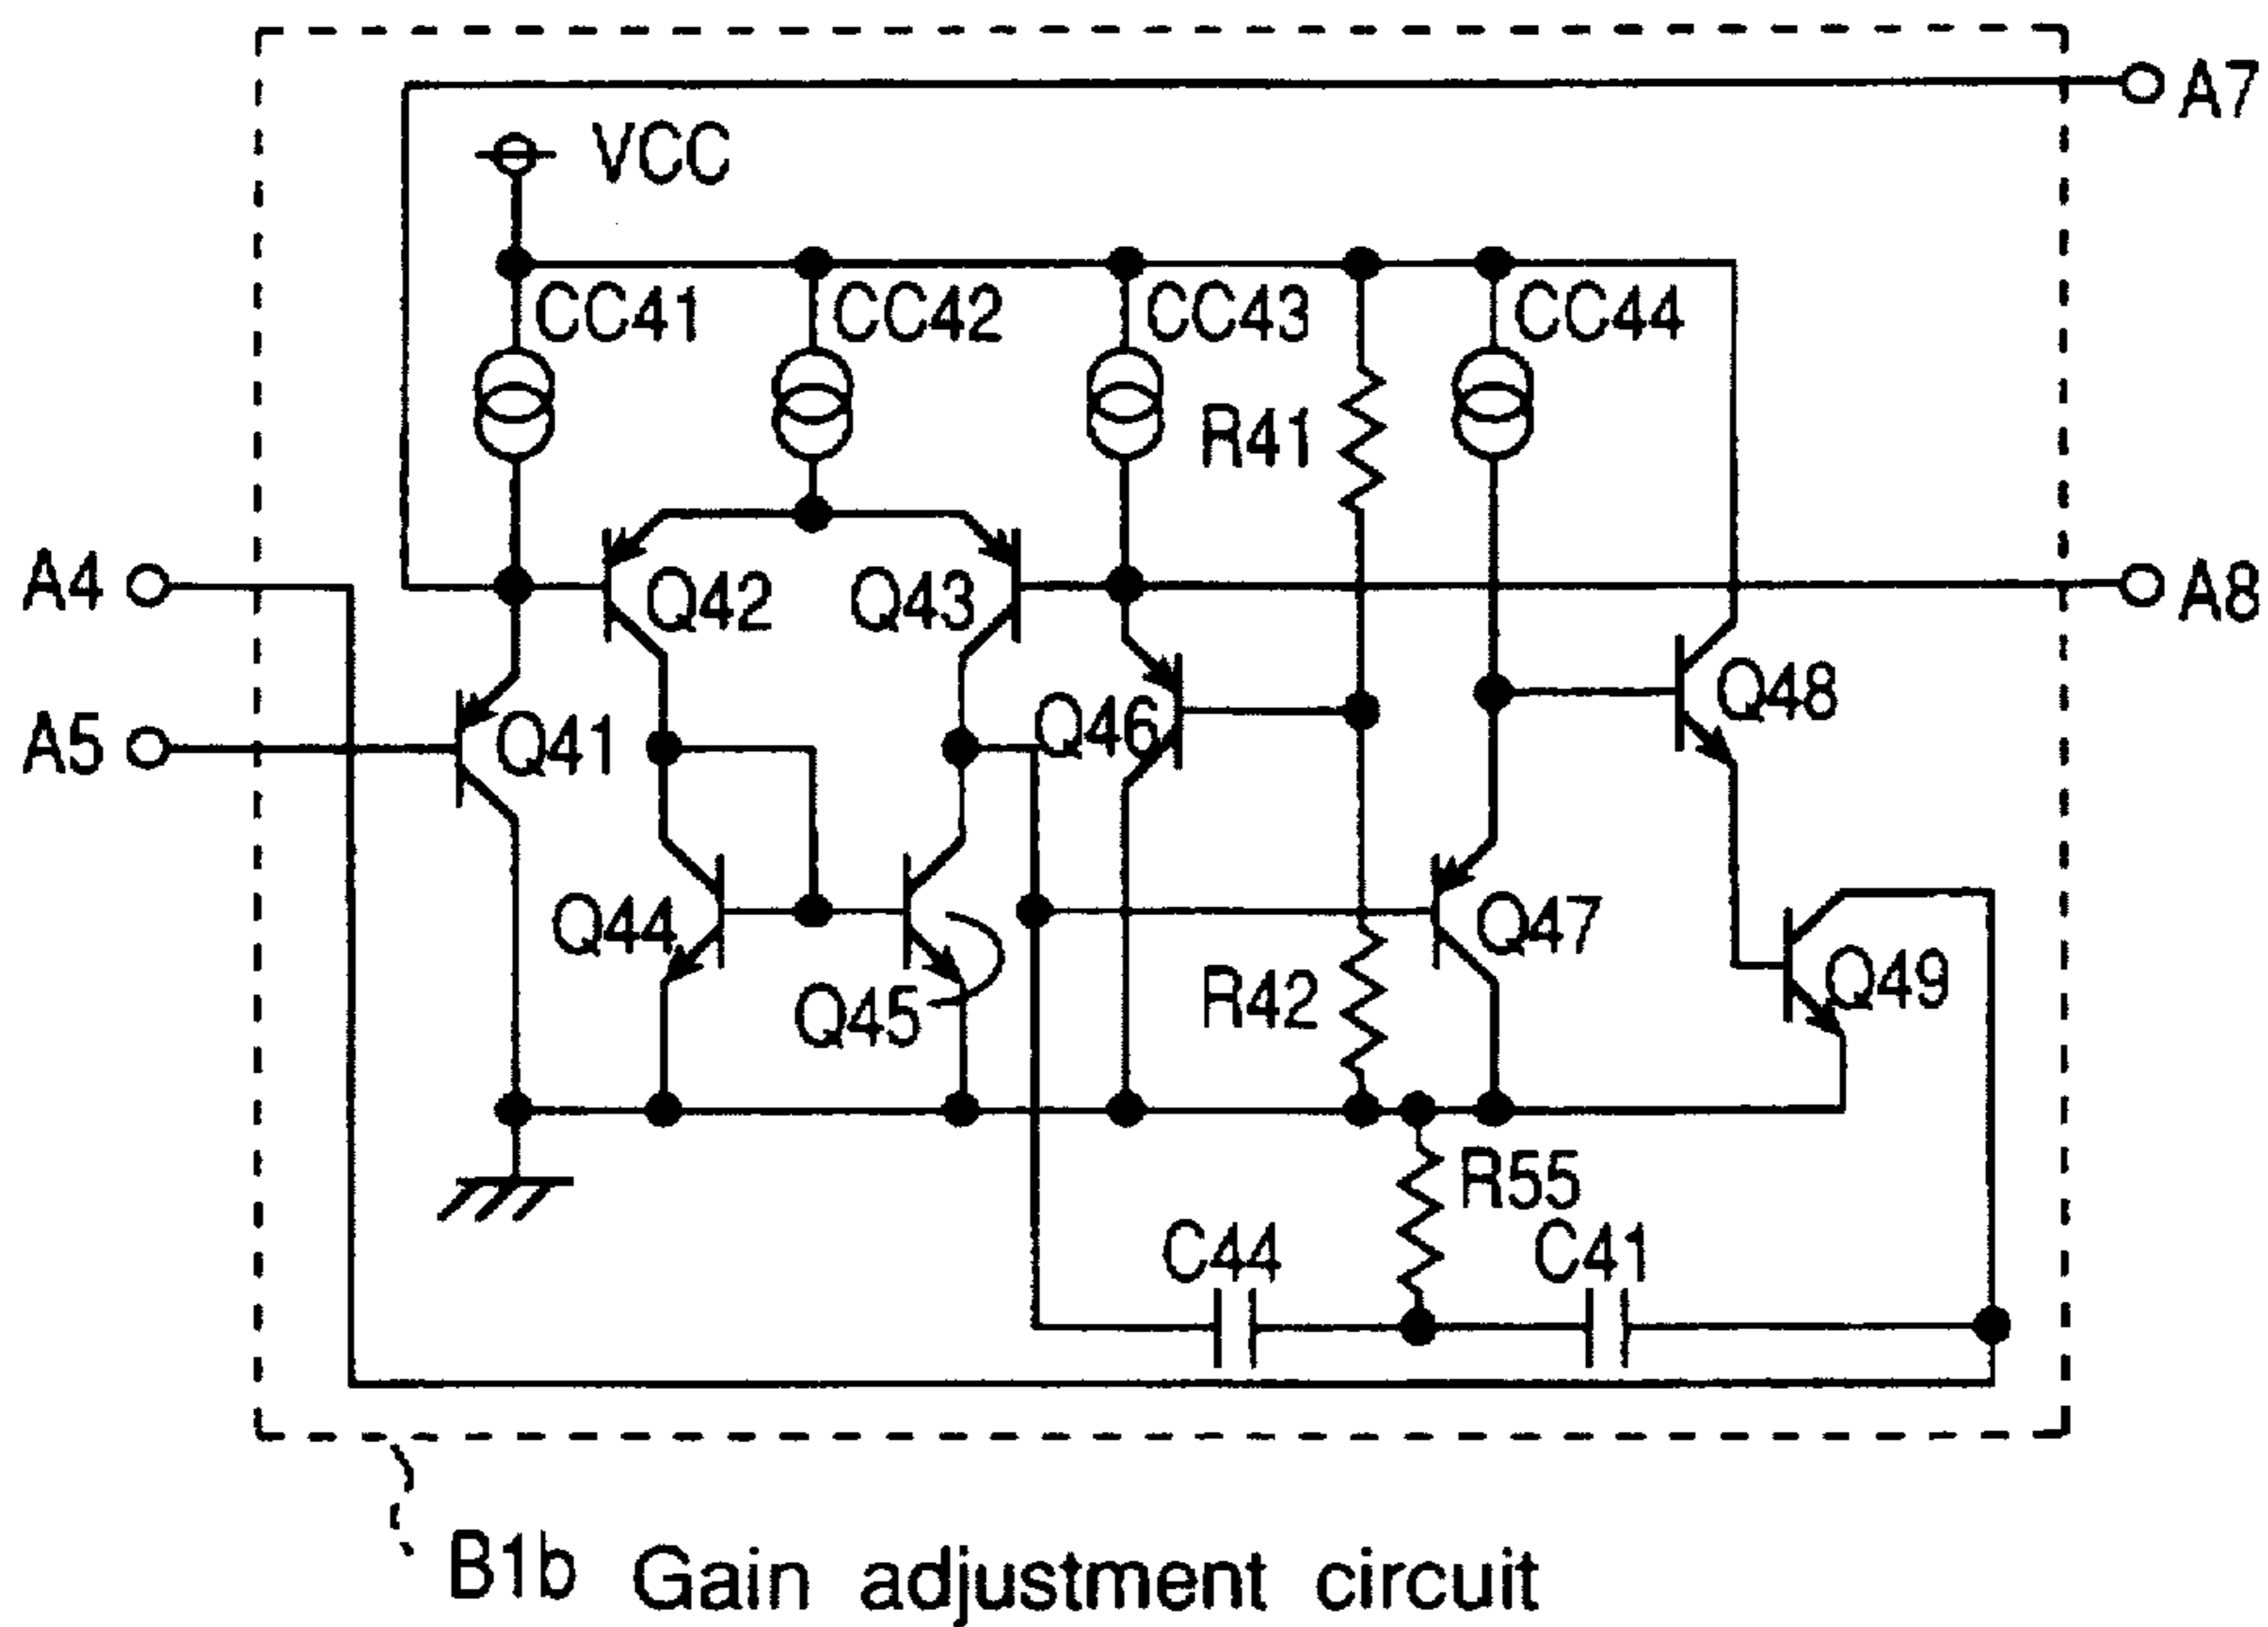 A7
VCC
CC41
CC42
CC43
CC44
R41
A4
Q42
Q43
A8
A5
Q41
Q46
Q48
Q44
Q45
R42
Q47
Q49
R55
C44
C41
B1b Gain adjustment circuit